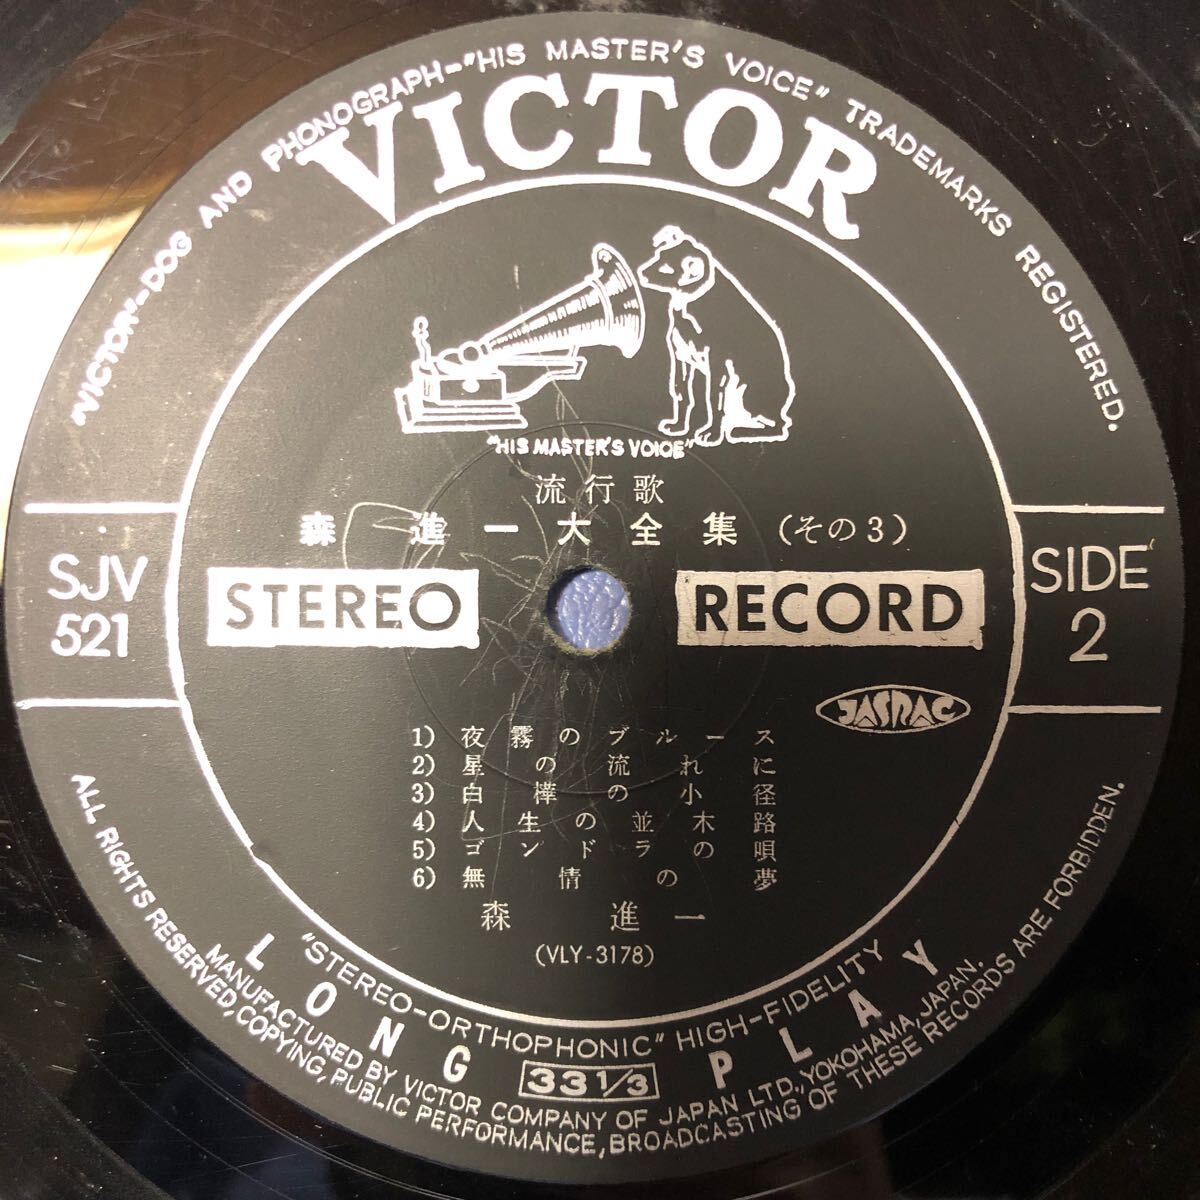 "VICTOR"-DOG AND PHONOGRAPH-"HIS MASTER'S VOICE" TRADEMARKS REGISTERED.
VICTOR
"HIS MASTER'S VOICE"
流行歌
森進一大全集(その3)
SJV
521
STEREO
RECORD
SIDE
2
JASRAC
1) 夜霧のブルース
2) 星の流れに
3) 白樺の小径
4) 人生の並木路
5) ゴンドラの唄
6) 無情の夢
森進一
(VLY-3178)
"STEREO-ORTHOPHONIC" HIGH-FIDELITY
LONG PLAY
33 1/3
MANUFACTURED BY VICTOR COMPANY OF JAPAN LTD., YOKOHAMA, JAPAN.
ALL RIGHTS RESERVED, COPYING, PUBLIC PERFORMANCE, BROADCASTING OF THESE RECORDS ARE FORBIDDEN.